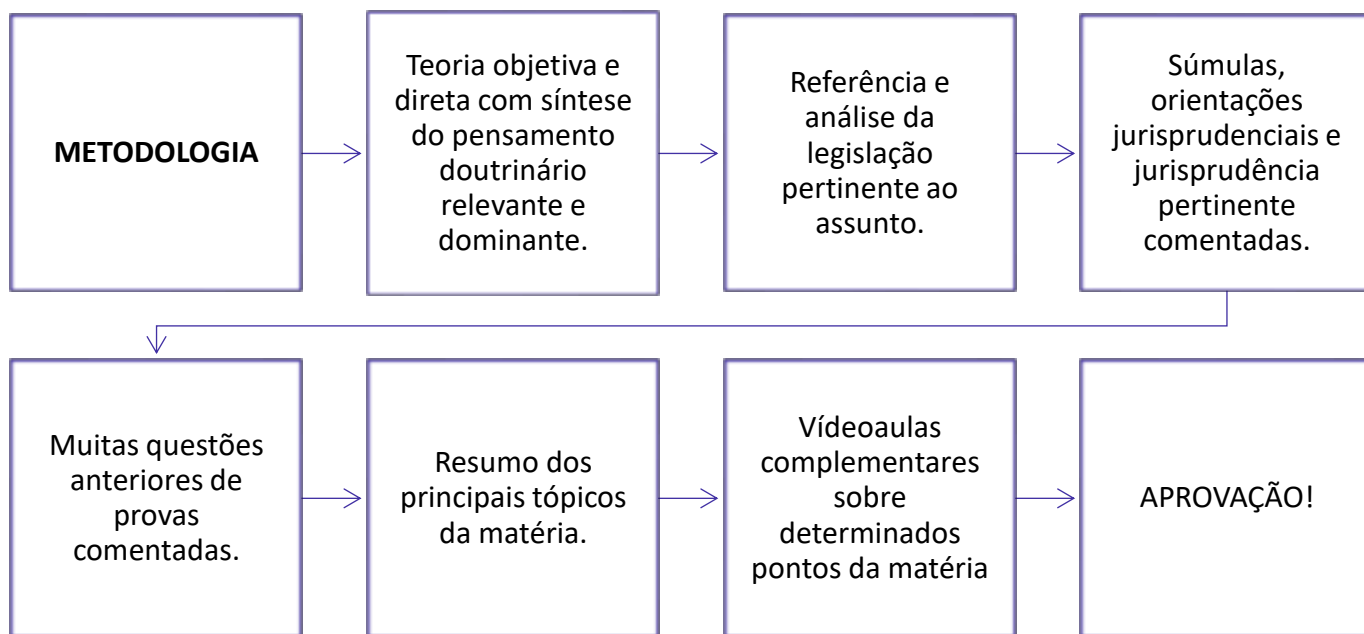 METODOLOGIA
Teoria objetiva e
direta com síntese
do pensamento
doutrinário
relevante e
dominante.
Referência e
análise da
legislação
pertinente ao
assunto.
Súmulas,
orientações
jurisprudenciais e
jurisprudência
pertinente
comentadas.
Muitas questões
anteriores de
provas
comentadas.
Resumo dos
principais tópicos
da matéria.
Vídeoaulas
complementares
sobre
determinados
pontos da matéria
APROVAÇÃO!